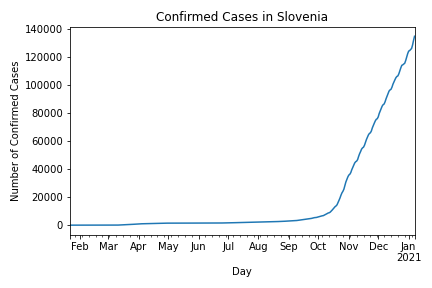 Confirmed Cases in Slovenia
140000
120000
100000
80000
60000
40000
20000
0
Number of Confirmed Cases
Feb Mar Apr May Jun Jul Aug Sep Oct Nov Dec Jan
2021
Day